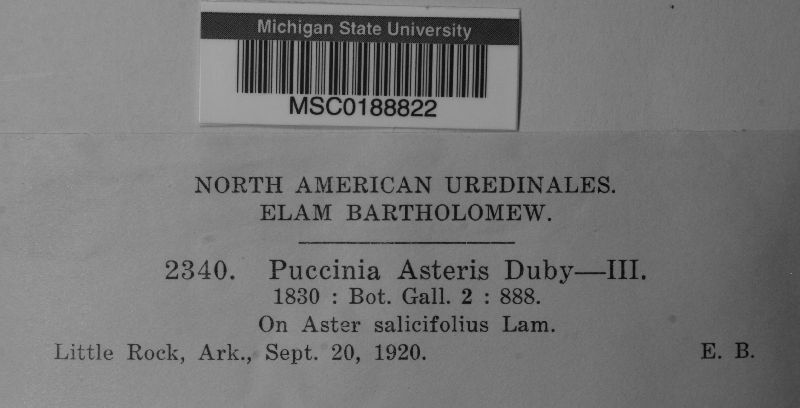 Michigan State University
MSC0188822
NORTH AMERICAN UREDINALES.
ELAM BARTHOLOMEW.
2340. Puccinia Asteris Duby—III.
1830 : Bot. Gall. 2 : 888.
On Aster salicifolius Lam.
Little Rock, Ark., Sept. 20, 1920. E. B.